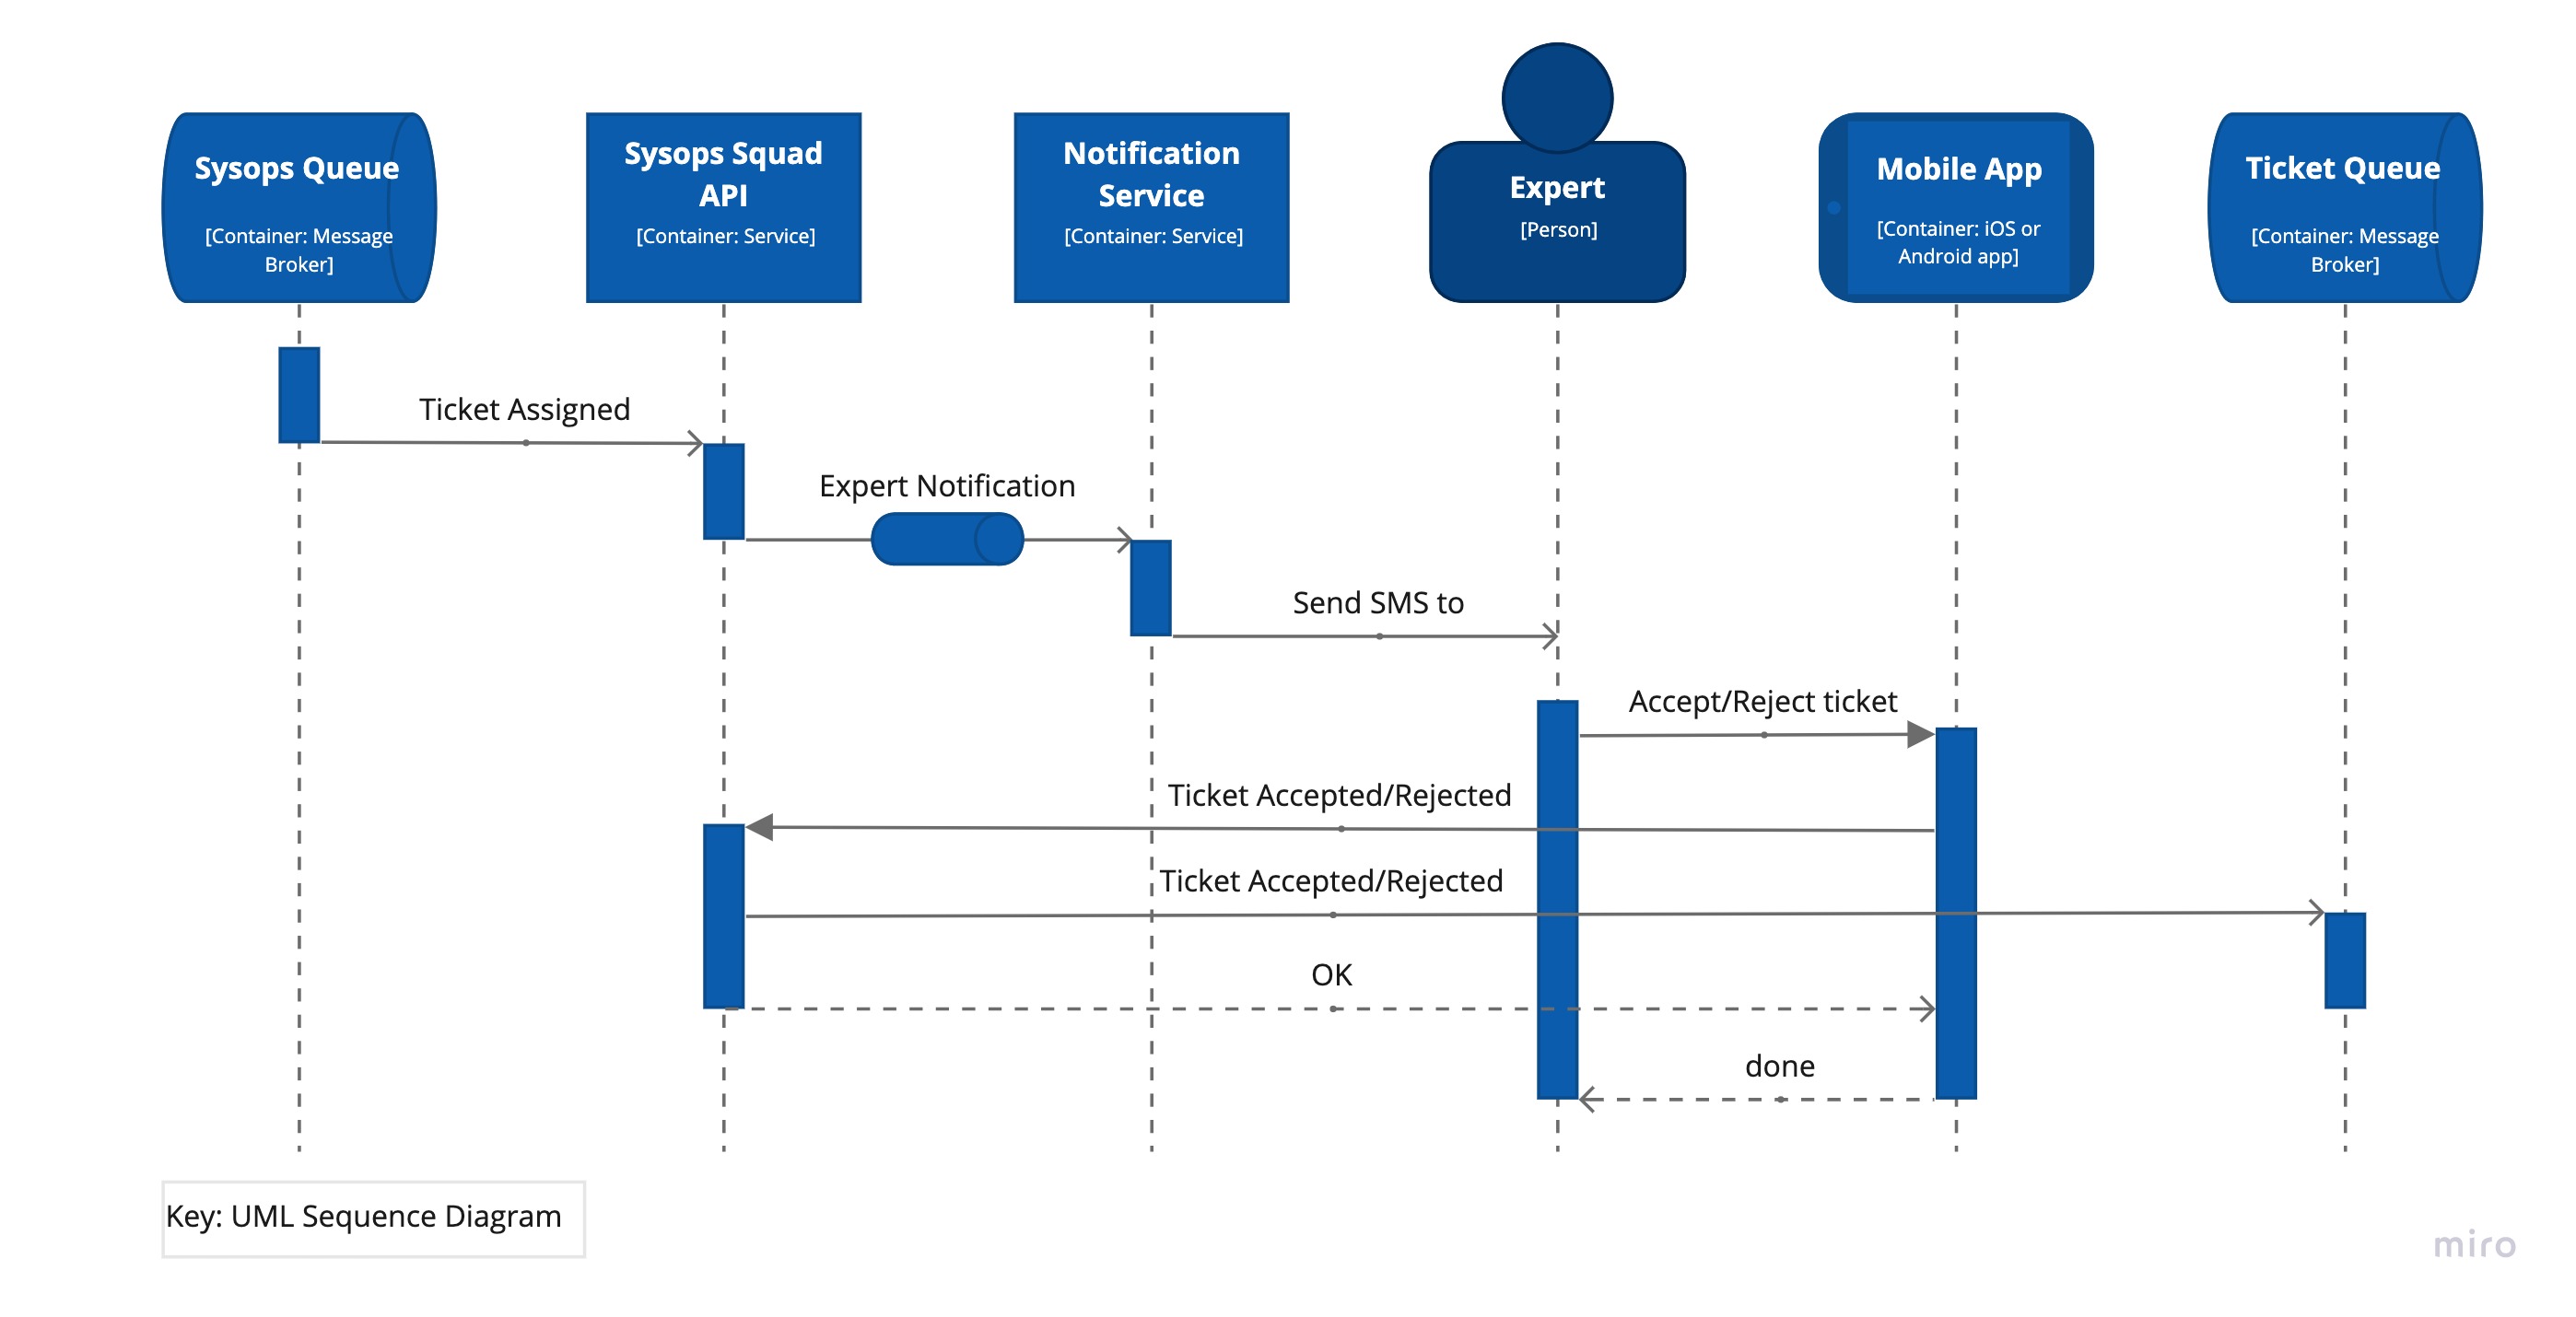 Sysops Queue
[Container: Message
Broker]
Sysops Squad
API
[Container: Service]
Notification
Service
[Container: Service]
Expert
[Person]
Mobile App
[Container: iOS or
Android app]
Ticket Queue
[Container: Message
Broker]
Ticket Assigned
Expert Notification
Send SMS to
Accept/Reject ticket
Ticket Accepted/Rejected
Ticket Accepted/Rejected
OK
done
Key: UML Sequence Diagram
miro